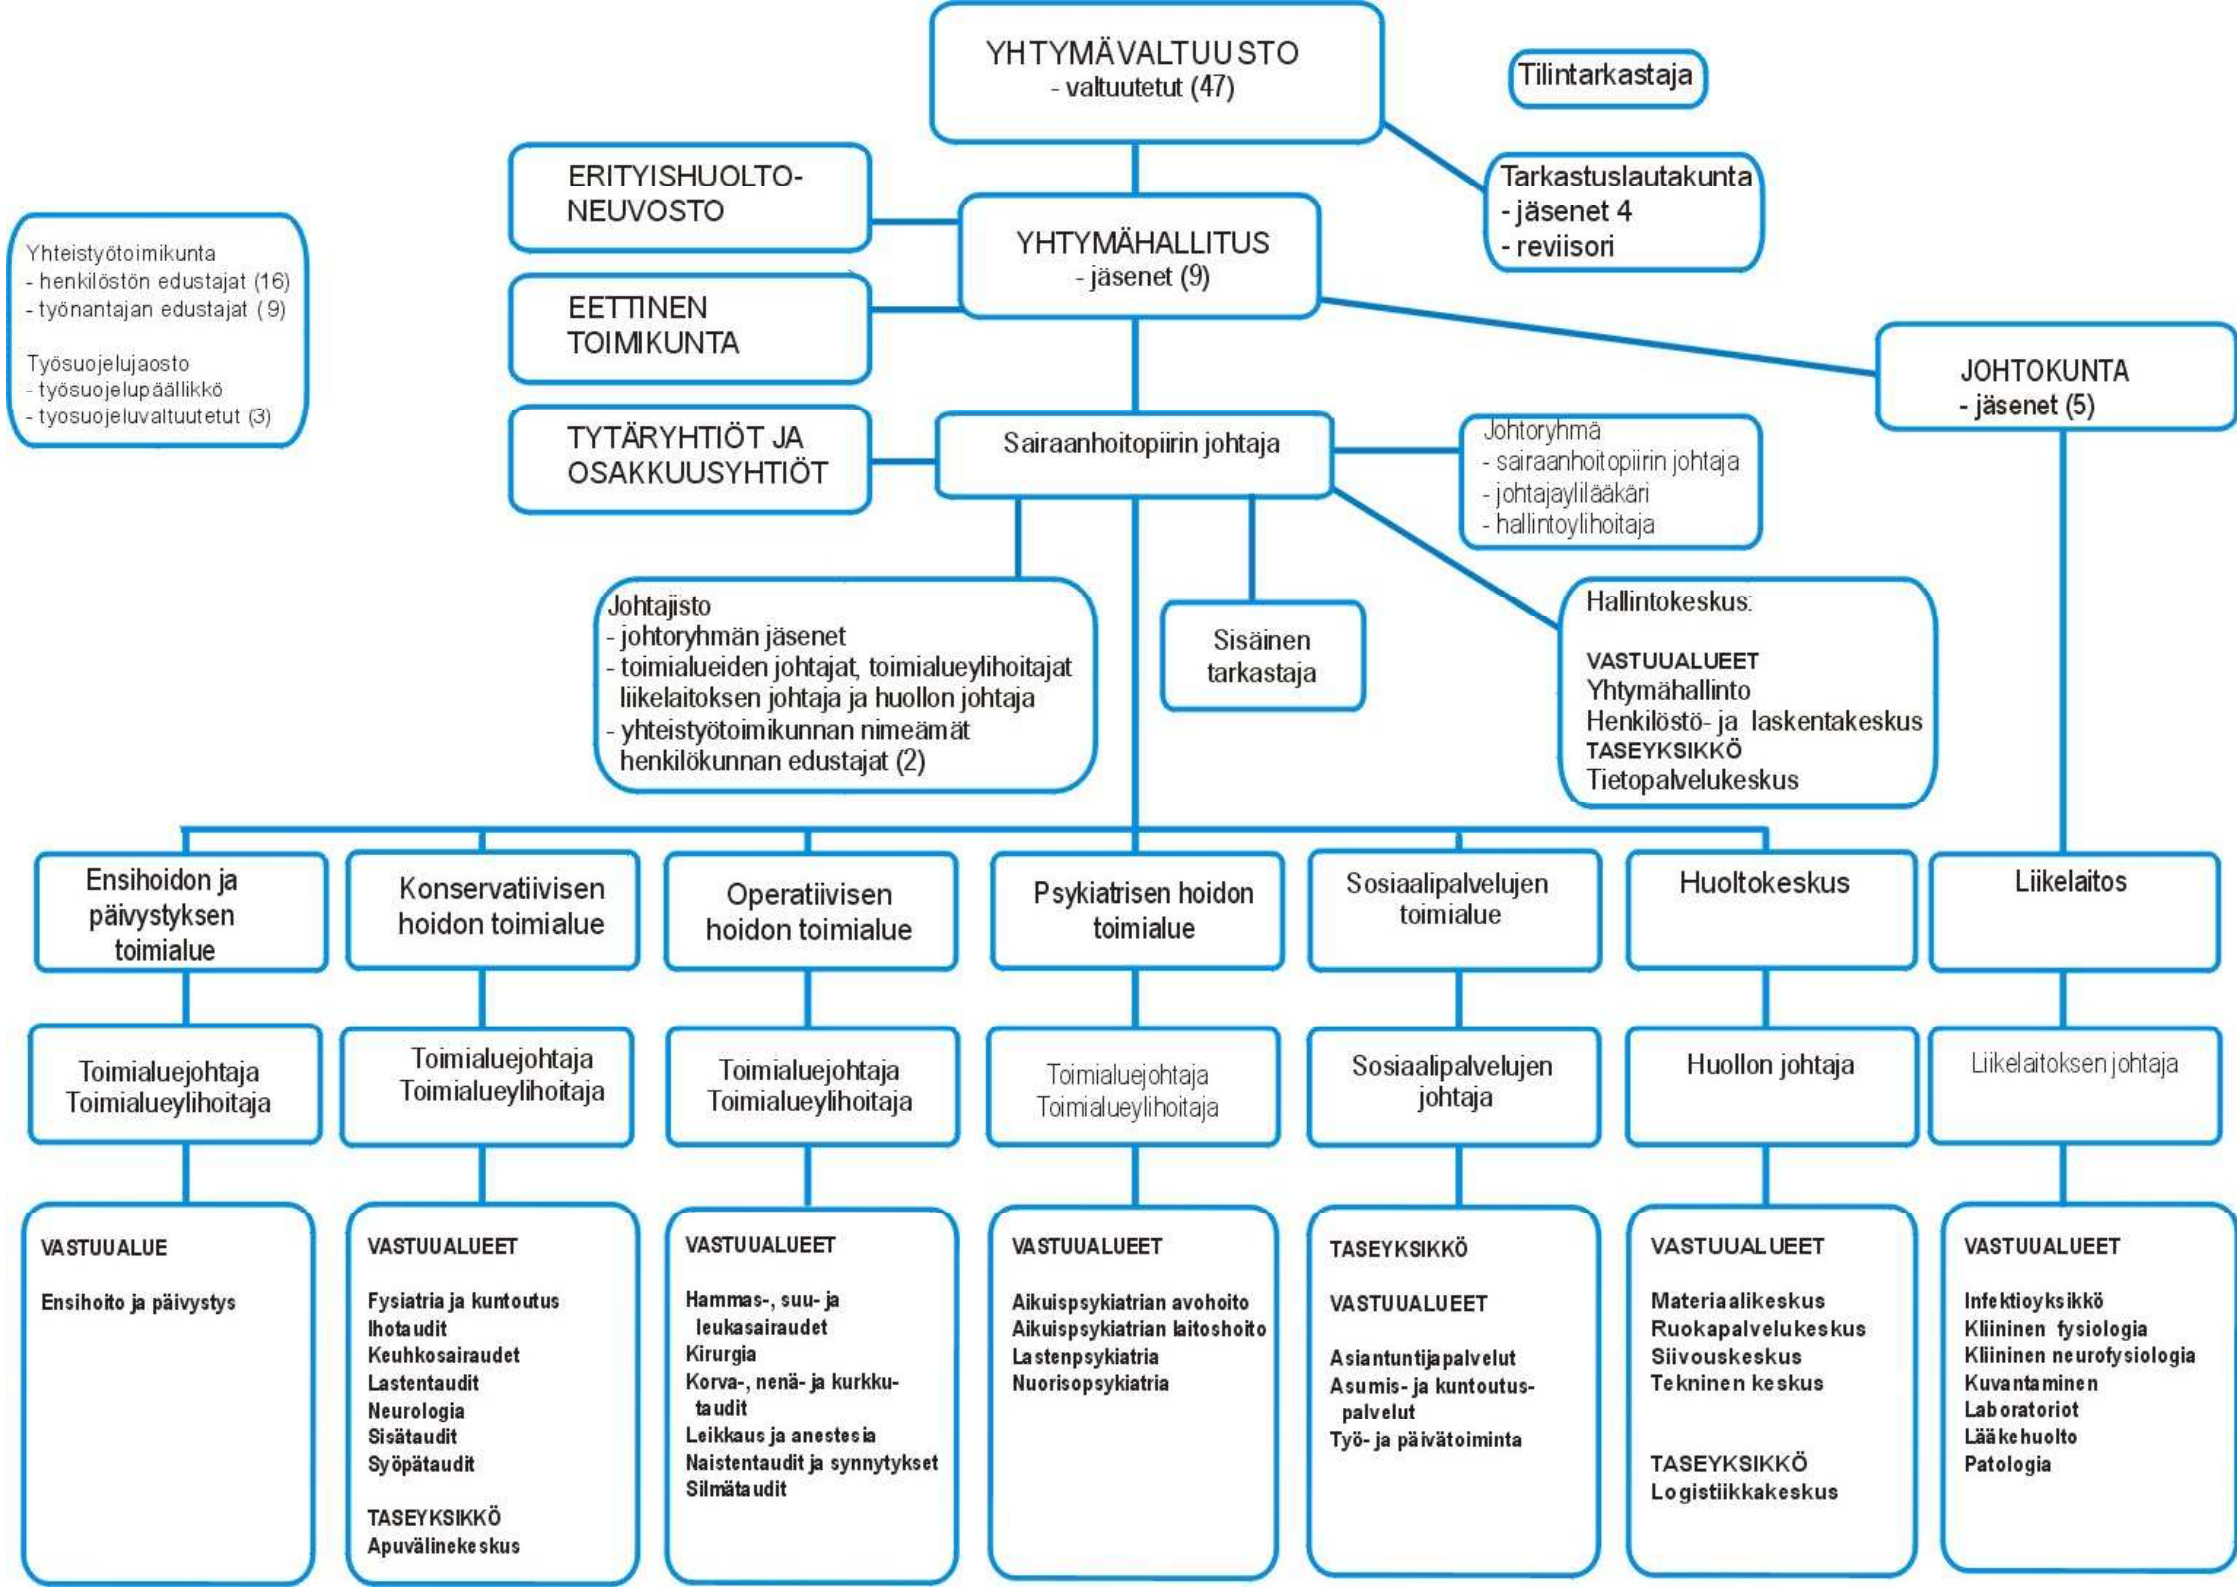 YHTYMÄVALTUUSTO
- valtuutetut (47)
Tilintarkastaja
Tarkastuslautakunta
- jäsenet 4
- reviisori
ERITYISHUOLTO-
NEUVOSTO
YHTYMÄHALLITUS
- jäsenet (9)
Yhteistyötoimikunta
- henkilöstön edustajat (16)
- työnantajan edustajat (9)
Työsuojelujaosto
- työsuojelupäällikkö
- tyosuojeluvaltuutetut (3)
EETTINEN
TOIMIKUNTA
JOHTOKUNTA
- jäsenet (5)
TYTÄRYHTIÖT JA
OSAKKUUSYHTIÖT
Sairaanhoitopiirin johtaja
Johtoryhmä
- sairaanhoitopiirin johtaja
- johtajaylilääkäri
- hallintoylihoitaja
Johtajisto
- johtoryhmän jäsenet
- toimialueiden johtajat, toimialueylihoitajat
liikelaitoksen johtaja ja huollon johtaja
- yhteistyötoimikunnan nimeämät
henkilökunnan edustajat (2)
Sisäinen
tarkastaja
Hallintokeskus:
VASTUUALUEET
Yhtymähallinto
Henkilöstö- ja laskentakeskus
TASEYKSIKKÖ
Tietopalvelukeskus
Ensihoidon ja
päivystyksen
toimialue
Konservatiivisen
hoidon toimialue
Operatiivisen
hoidon toimialue
Psykiatrisen hoidon
toimialue
Sosiaalipalvelujen
toimialue
Huoltokeskus
Liikelaitos
Toimialuejohtaja
Toimialueylihoitaja
Toimialuejohtaja
Toimialueylihoitaja
Toimialuejohtaja
Toimialueylihoitaja
Toimialuejohtaja
Toimialueylihoitaja
Sosiaalipalvelujen
johtaja
Huollon johtaja
Liikelaitoksen johtaja
VASTUUALUE
Ensihoito ja päivystys
VASTUUALUEET
Fysiatria ja kuntoutus
Ihotaudit
Keuhkosairaudet
Lastentaudit
Neurologia
Sisätaudit
Syöpätaudit
TASEYKSIKKÖ
Apuvälinekeskus
VASTUUALUEET
Hammas-, suu- ja
leukasairaudet
Kirurgia
Korva-, nenä- ja kurkku-
taudit
Leikkaus ja anestesia
Naistentaudit ja synnytykset
Silmätaudit
VASTUUALUEET
Aikuispsykiatrian avohoito
Aikuispsykiatrian laitoshoito
Lastenpsykiatria
Nuorisopsykiatria
TASEYKSIKKÖ
VASTUUALUEET
Asiantuntijapalvelut
Asumis- ja kuntoutus-
palvelut
Työ- ja päivätoiminta
VASTUUALUEET
Materiaalikeskus
Ruokapalvelukeskus
Siivouskeskus
Tekninen keskus
TASEYKSIKKÖ
Logistiikkakeskus
VASTUUALUEET
Infektioyksikkö
Kliininen fysiologia
Kliininen neurofysiologia
Kuvantaminen
Laboratoriot
Lääkehuolto
Patologia